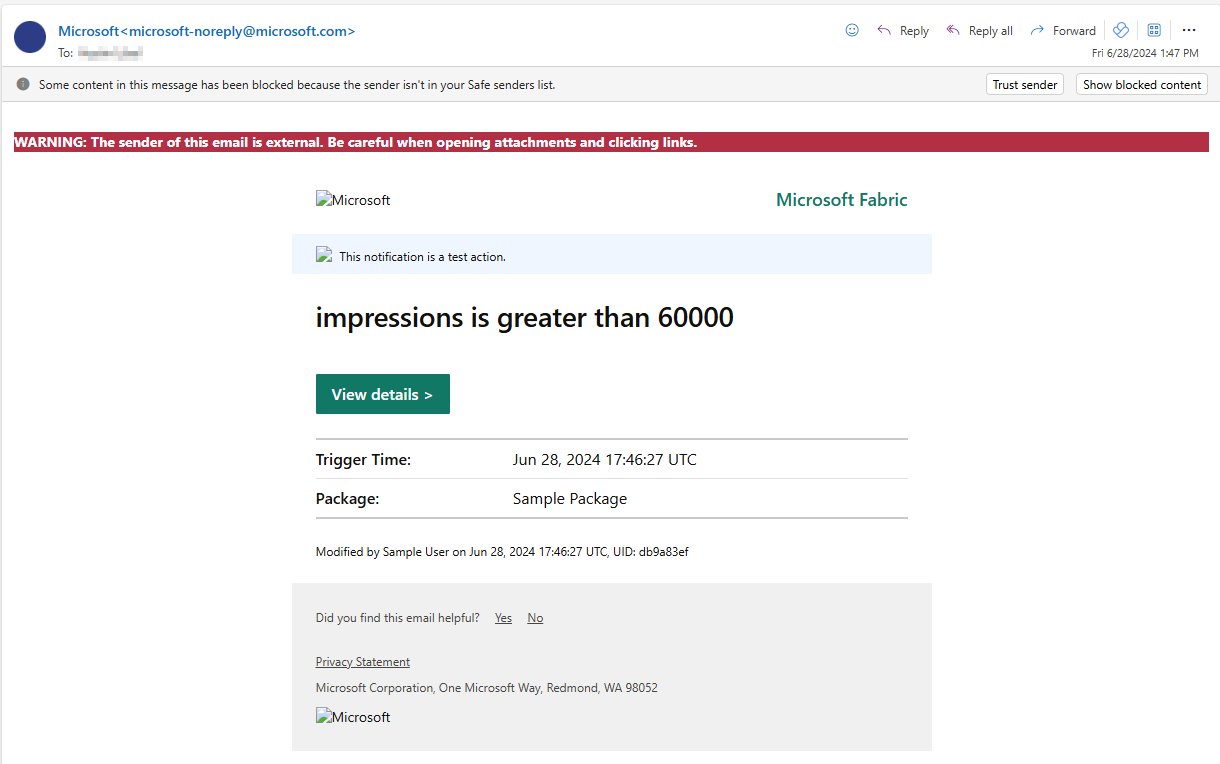 Microsoft<microsoft-noreply@microsoft.com>
Reply
Reply all
Forward
To:
Fri 6/28/2024 1:47 PM
Some content in this message has been blocked because the sender isn't in your Safe senders list.
Trust sender
Show blocked content
WARNING: The sender of this email is external. Be careful when opening attachments and clicking links.
Microsoft
Microsoft Fabric
This notification is a test action.
impressions is greater than 60000
View details >
Trigger Time: Jun 28, 2024 17:46:27 UTC
Package: Sample Package
Modified by Sample User on Jun 28, 2024 17:46:27 UTC, UID: db9a83ef
Did you find this email helpful? Yes No
Privacy Statement
Microsoft Corporation, One Microsoft Way, Redmond, WA 98052
Microsoft